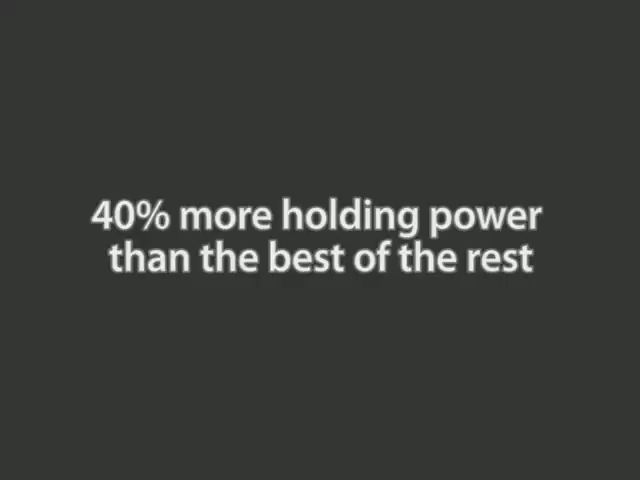 40% more holding power
than the best of the rest